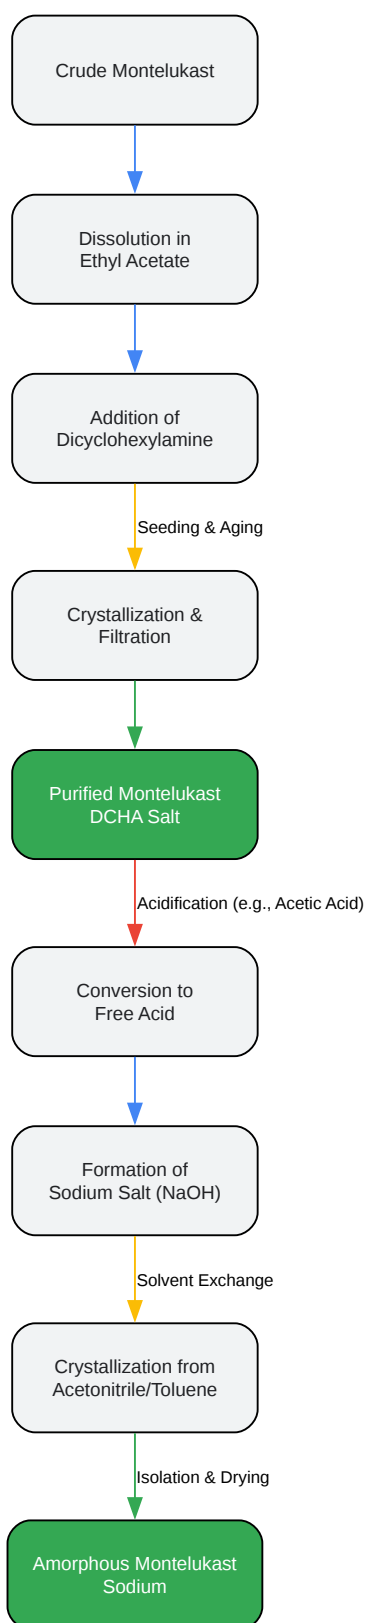 Crude Montelukast
Dissolution in
Ethyl Acetate
Addition of
Dicyclohexylamine
Seeding & Aging
Crystallization &
Filtration
Purified Montelukast
DCHA Salt
Acidification (e.g., Acetic Acid)
Conversion to
Free Acid
Formation of
Sodium Salt (NaOH)
Solvent Exchange
Crystallization from
Acetonitrile/Toluene
Isolation & Drying
Amorphous Montelukast
Sodium